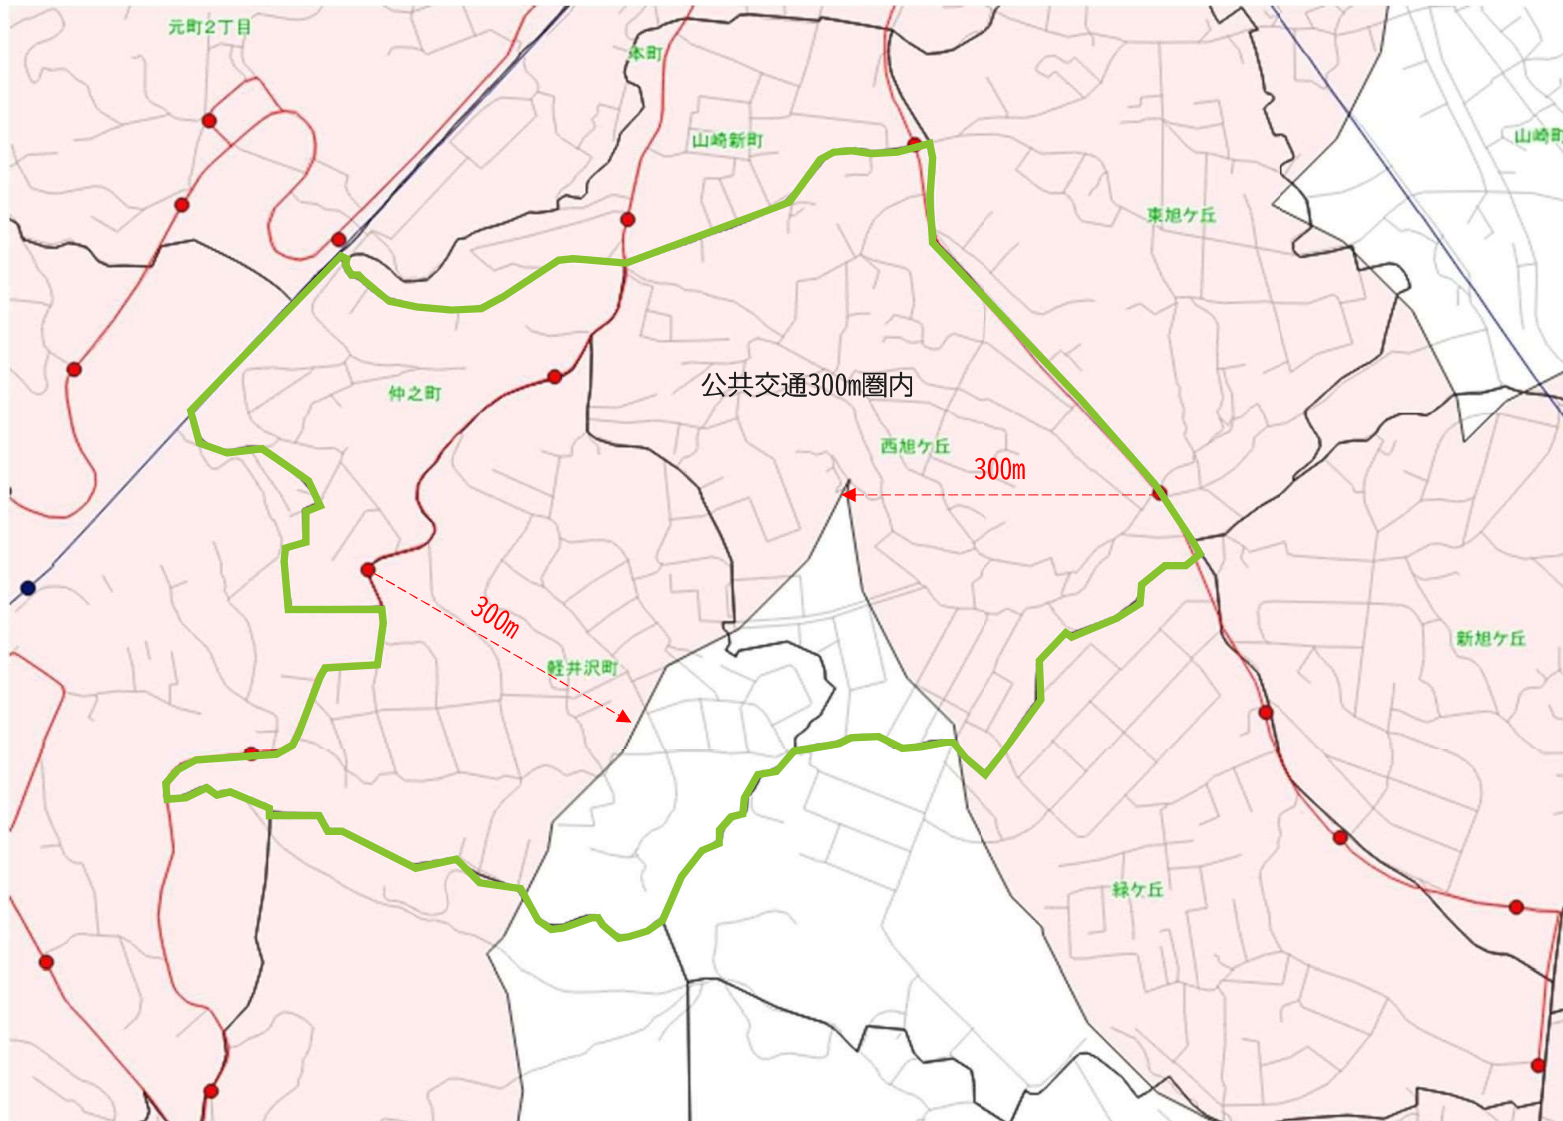 元町2丁目
本町
山崎新町
山崎町
東旭ケ丘
仲之町
公共交通300m圏内
西旭ケ丘
300m
300m
軽井沢町
新旭ケ丘
緑ケ丘